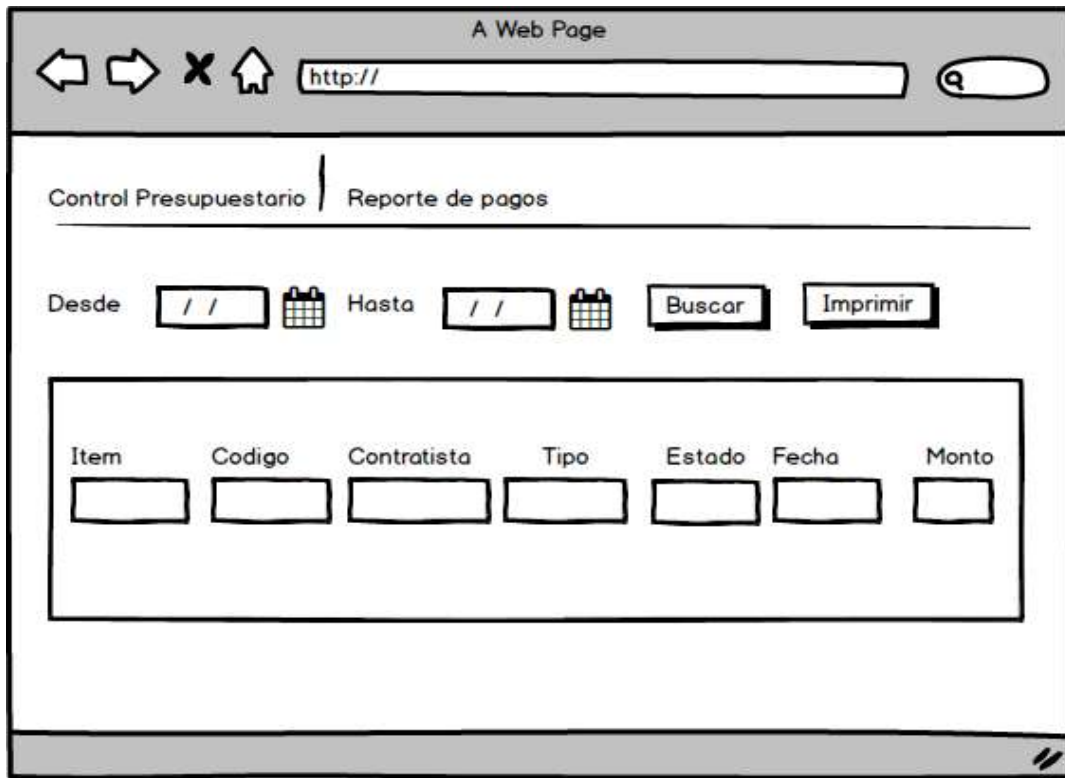 A Web Page
http://
Control Presupuestario Reporte de pagos
Desde / / Hasta / / Buscar Imprimir
Item Codigo Contratista Tipo Estado Fecha Monto